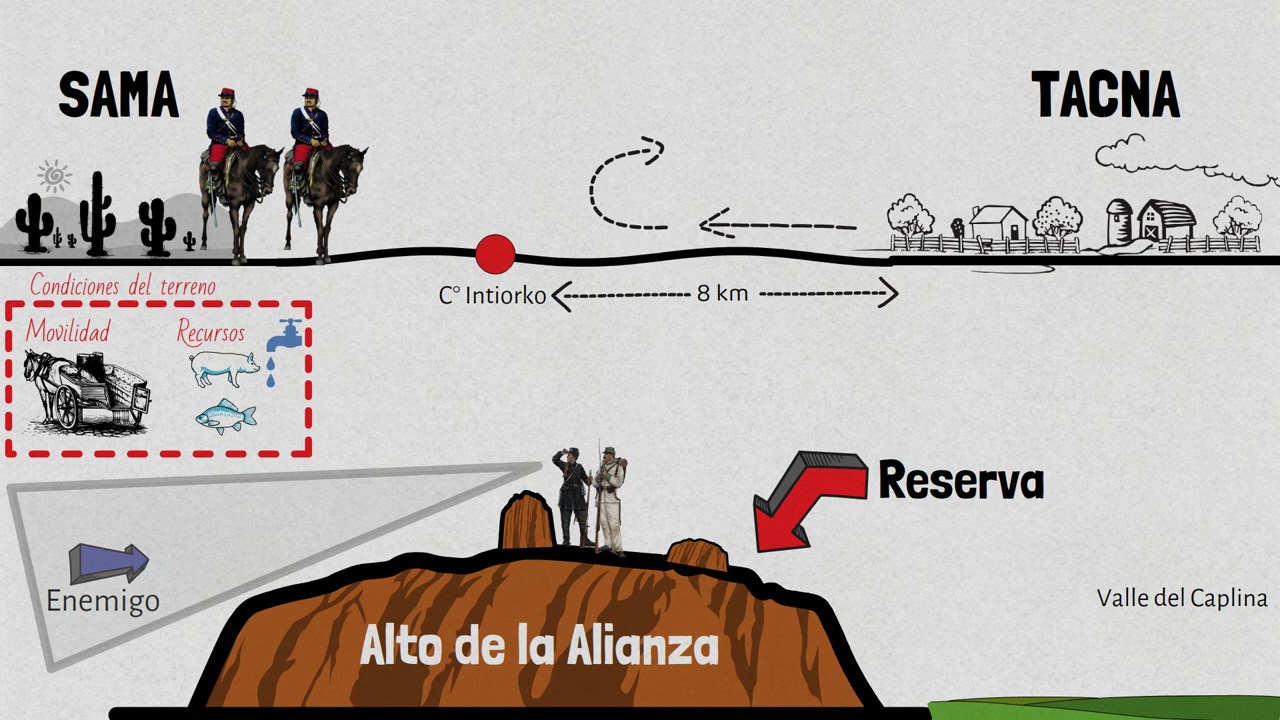 SAMA
TACNA
C° Intiorko
8 km
Condiciones del terreno
Movilidad
Recursos
Reserva
Enemigo
Valle del Caplina
Alto de la Alianza